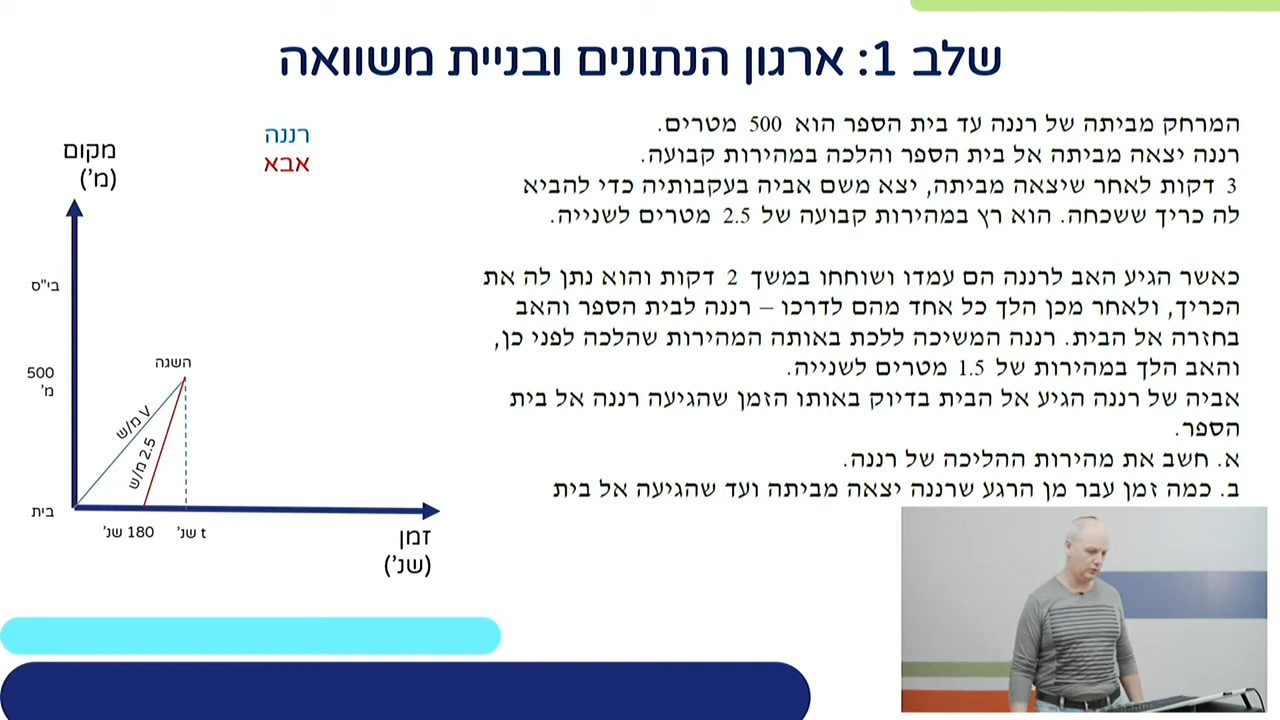 שלב 1: ארגון הנתונים ובניית משוואה
המרחק מביתה של רננה עד בית הספר הוא 500 מטרים.
רננה יצאה מביתה אל בית הספר והלכה במהירות קבועה.
3 דקות לאחר שיצאה מביתה, יצא משם אביה בעקבותיה כדי להביא
לה כריך ששכחה. הוא רץ במהירות קבועה של 2.5 מטרים לשנייה.
כאשר הגיע האב לרננה הם עמדו ושוחחו במשך 2 דקות והוא נתן לה את
הכריך, ולאחר מכן הלך כל אחד מהם לדרכו – רננה לבית הספר והאב
בחזרה אל הבית. רננה המשיכה ללכת באותה המהירות שהלכה לפני כן,
והאב הלך במהירות של 1.5 מטרים לשנייה.
אביה של רננה הגיע אל הבית בדיוק באותו הזמן שהגיעה רננה אל בית
הספר.
א. חשב את מהירות ההליכה של רננה.
ב. כמה זמן עבר מן הרגע שרננה יצאה מביתה ועד שהגיעה אל בית
רננה
אבא
מקום
(מ')
בי"ס
השגה
500
מ'
V מ/ש
2.5 מ/ש
בית
180 שנ'
t שנ'
זמן
(שנ')